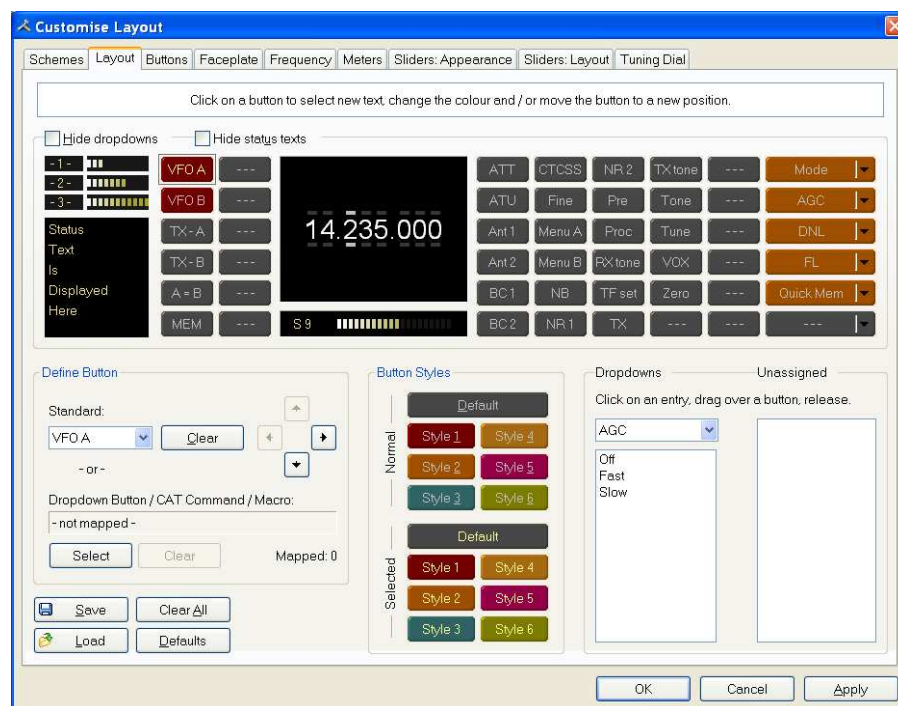 Customise Layout
Schemes Layout Buttons Faceplate Frequency Meters Sliders: Appearance Sliders: Layout Tuning Dial
Click on a button to select new text, change the colour and / or move the button to a new position.
Hide dropdowns Hide status texts
-1- VFO A --- ATT CTCSS NR 2 TX tone --- Mode
-2-
-3- VFO B --- ATU Fine Pre Tone --- AGC
Status TX-A --- 14.235.000 Ant 1 Menu A Proc Tune --- DNL
Text
Is TX-B --- Ant 2 Menu B RX tone VOX --- FL
Displayed A = B --- BC 1 NB TF set Zero --- Quick Mem
Here
MEM --- S 9 BC 2 NR 1 TX --- --- ---
Define Button
Standard:
VFO A Clear
- or -
Dropdown Button / CAT Command / Macro:
- not mapped -
Select Clear Mapped: 0
Save Clear All
Load Defaults
Button Styles
Normal
Default
Style 1 Style 4
Style 2 Style 5
Style 3 Style 6
Selected
Default
Style 1 Style 4
Style 2 Style 5
Style 3 Style 6
Dropdowns Unassigned
Click on an entry, drag over a button, release.
AGC
Off
Fast
Slow
OK Cancel Apply